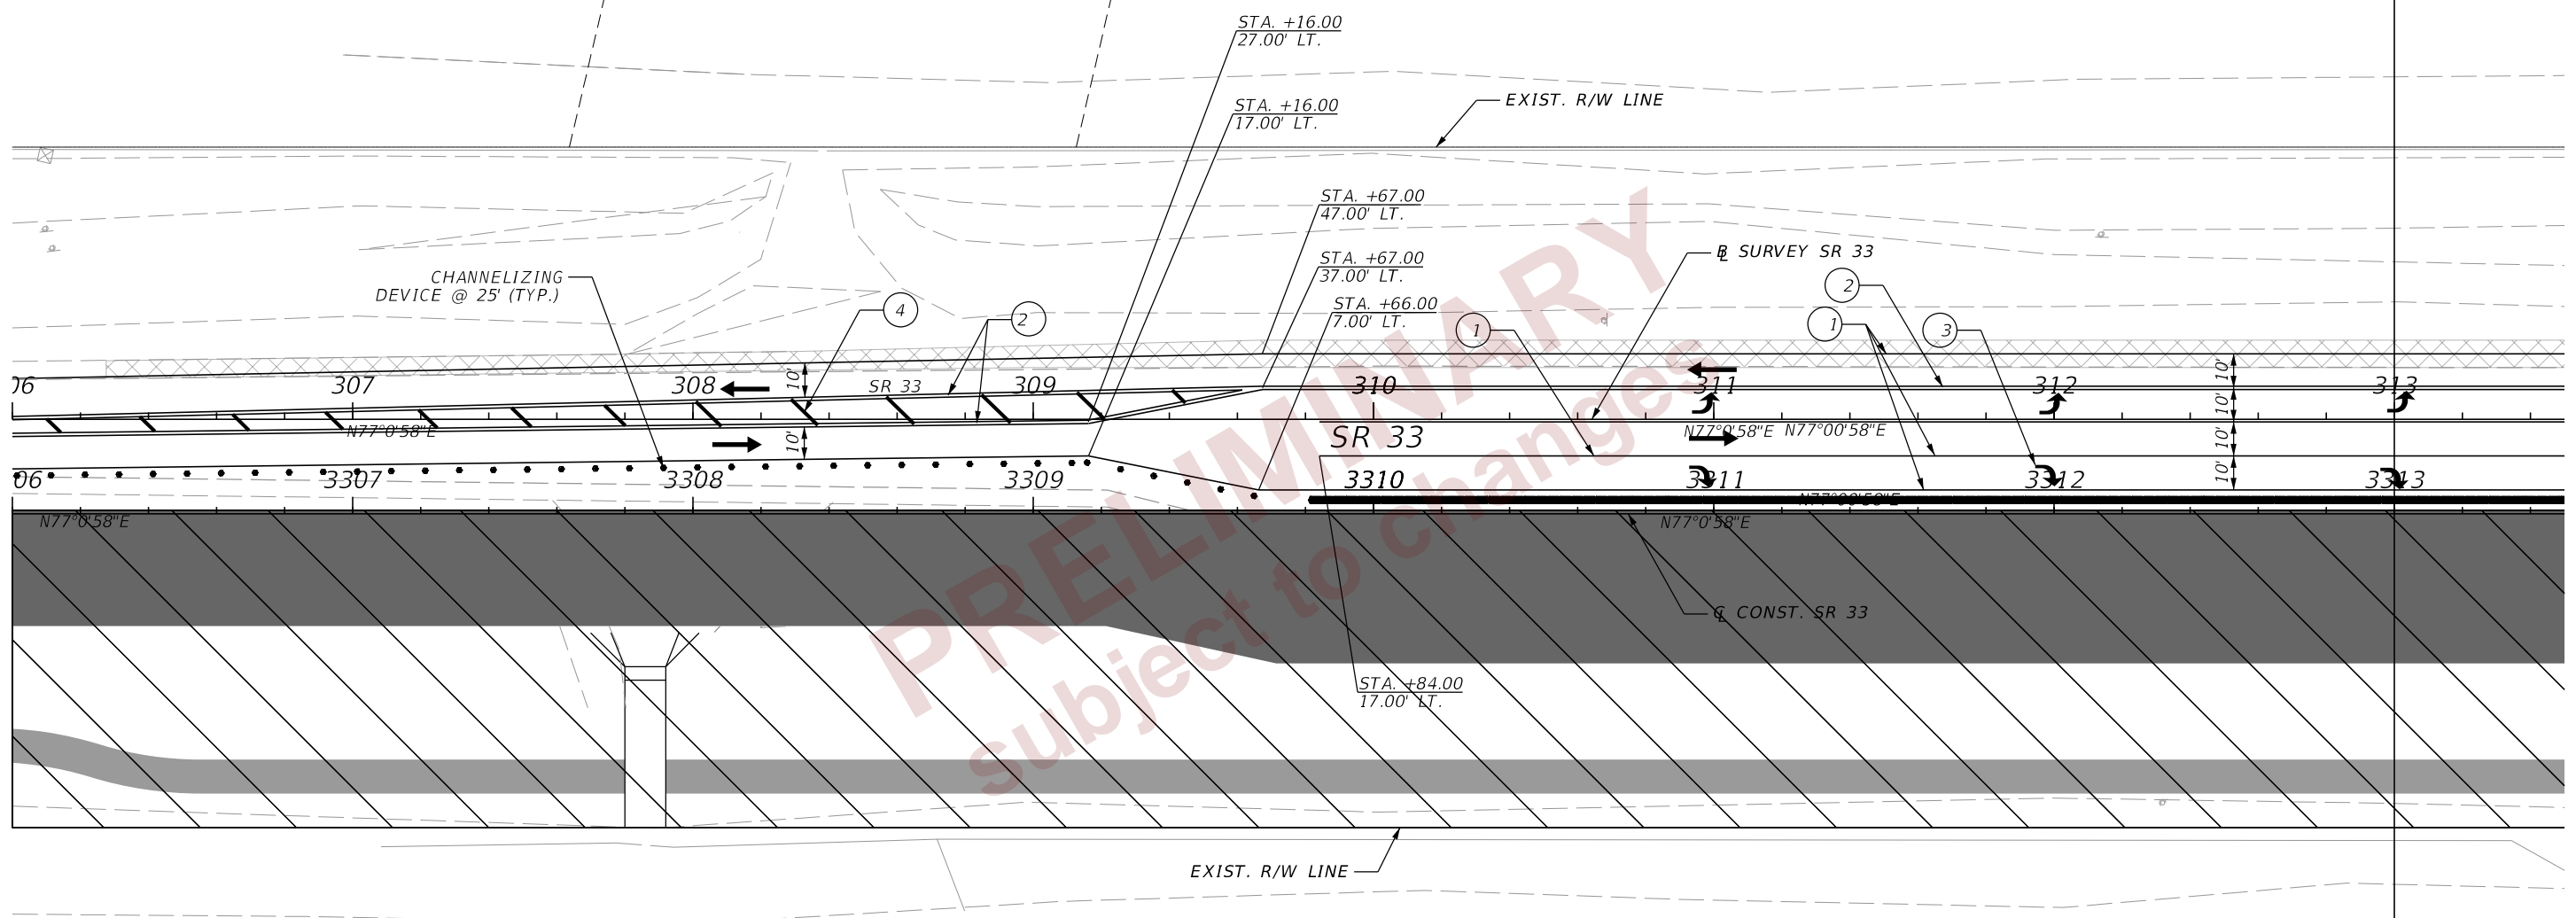 STA. +16.00
27.00' LT.
STA. +16.00
17.00' LT.
EXIST. R/W LINE
STA. +67.00
47.00' LT.
STA. +67.00
37.00' LT.
STA. +66.00
7.00' LT.
℄ SURVEY SR 33
CHANNELIZING
DEVICE @ 25' (TYP.)
4
2
1
2
1
3
06
307
308
10'
SR 33
309
310
311
312
10'
313
10'
N77°0'58"E
10'
SR 33
N77°0'58"E
N77°00'58"E
10'
06
3307
3308
3309
3310
3311
3312
10'
3313
N77°00'58"E
N77°0'58"E
N77°0'58"E
℄ CONST. SR 33
STA. +84.00
17.00' LT.
EXIST. R/W LINE
PRELIMINARY
subject to changes